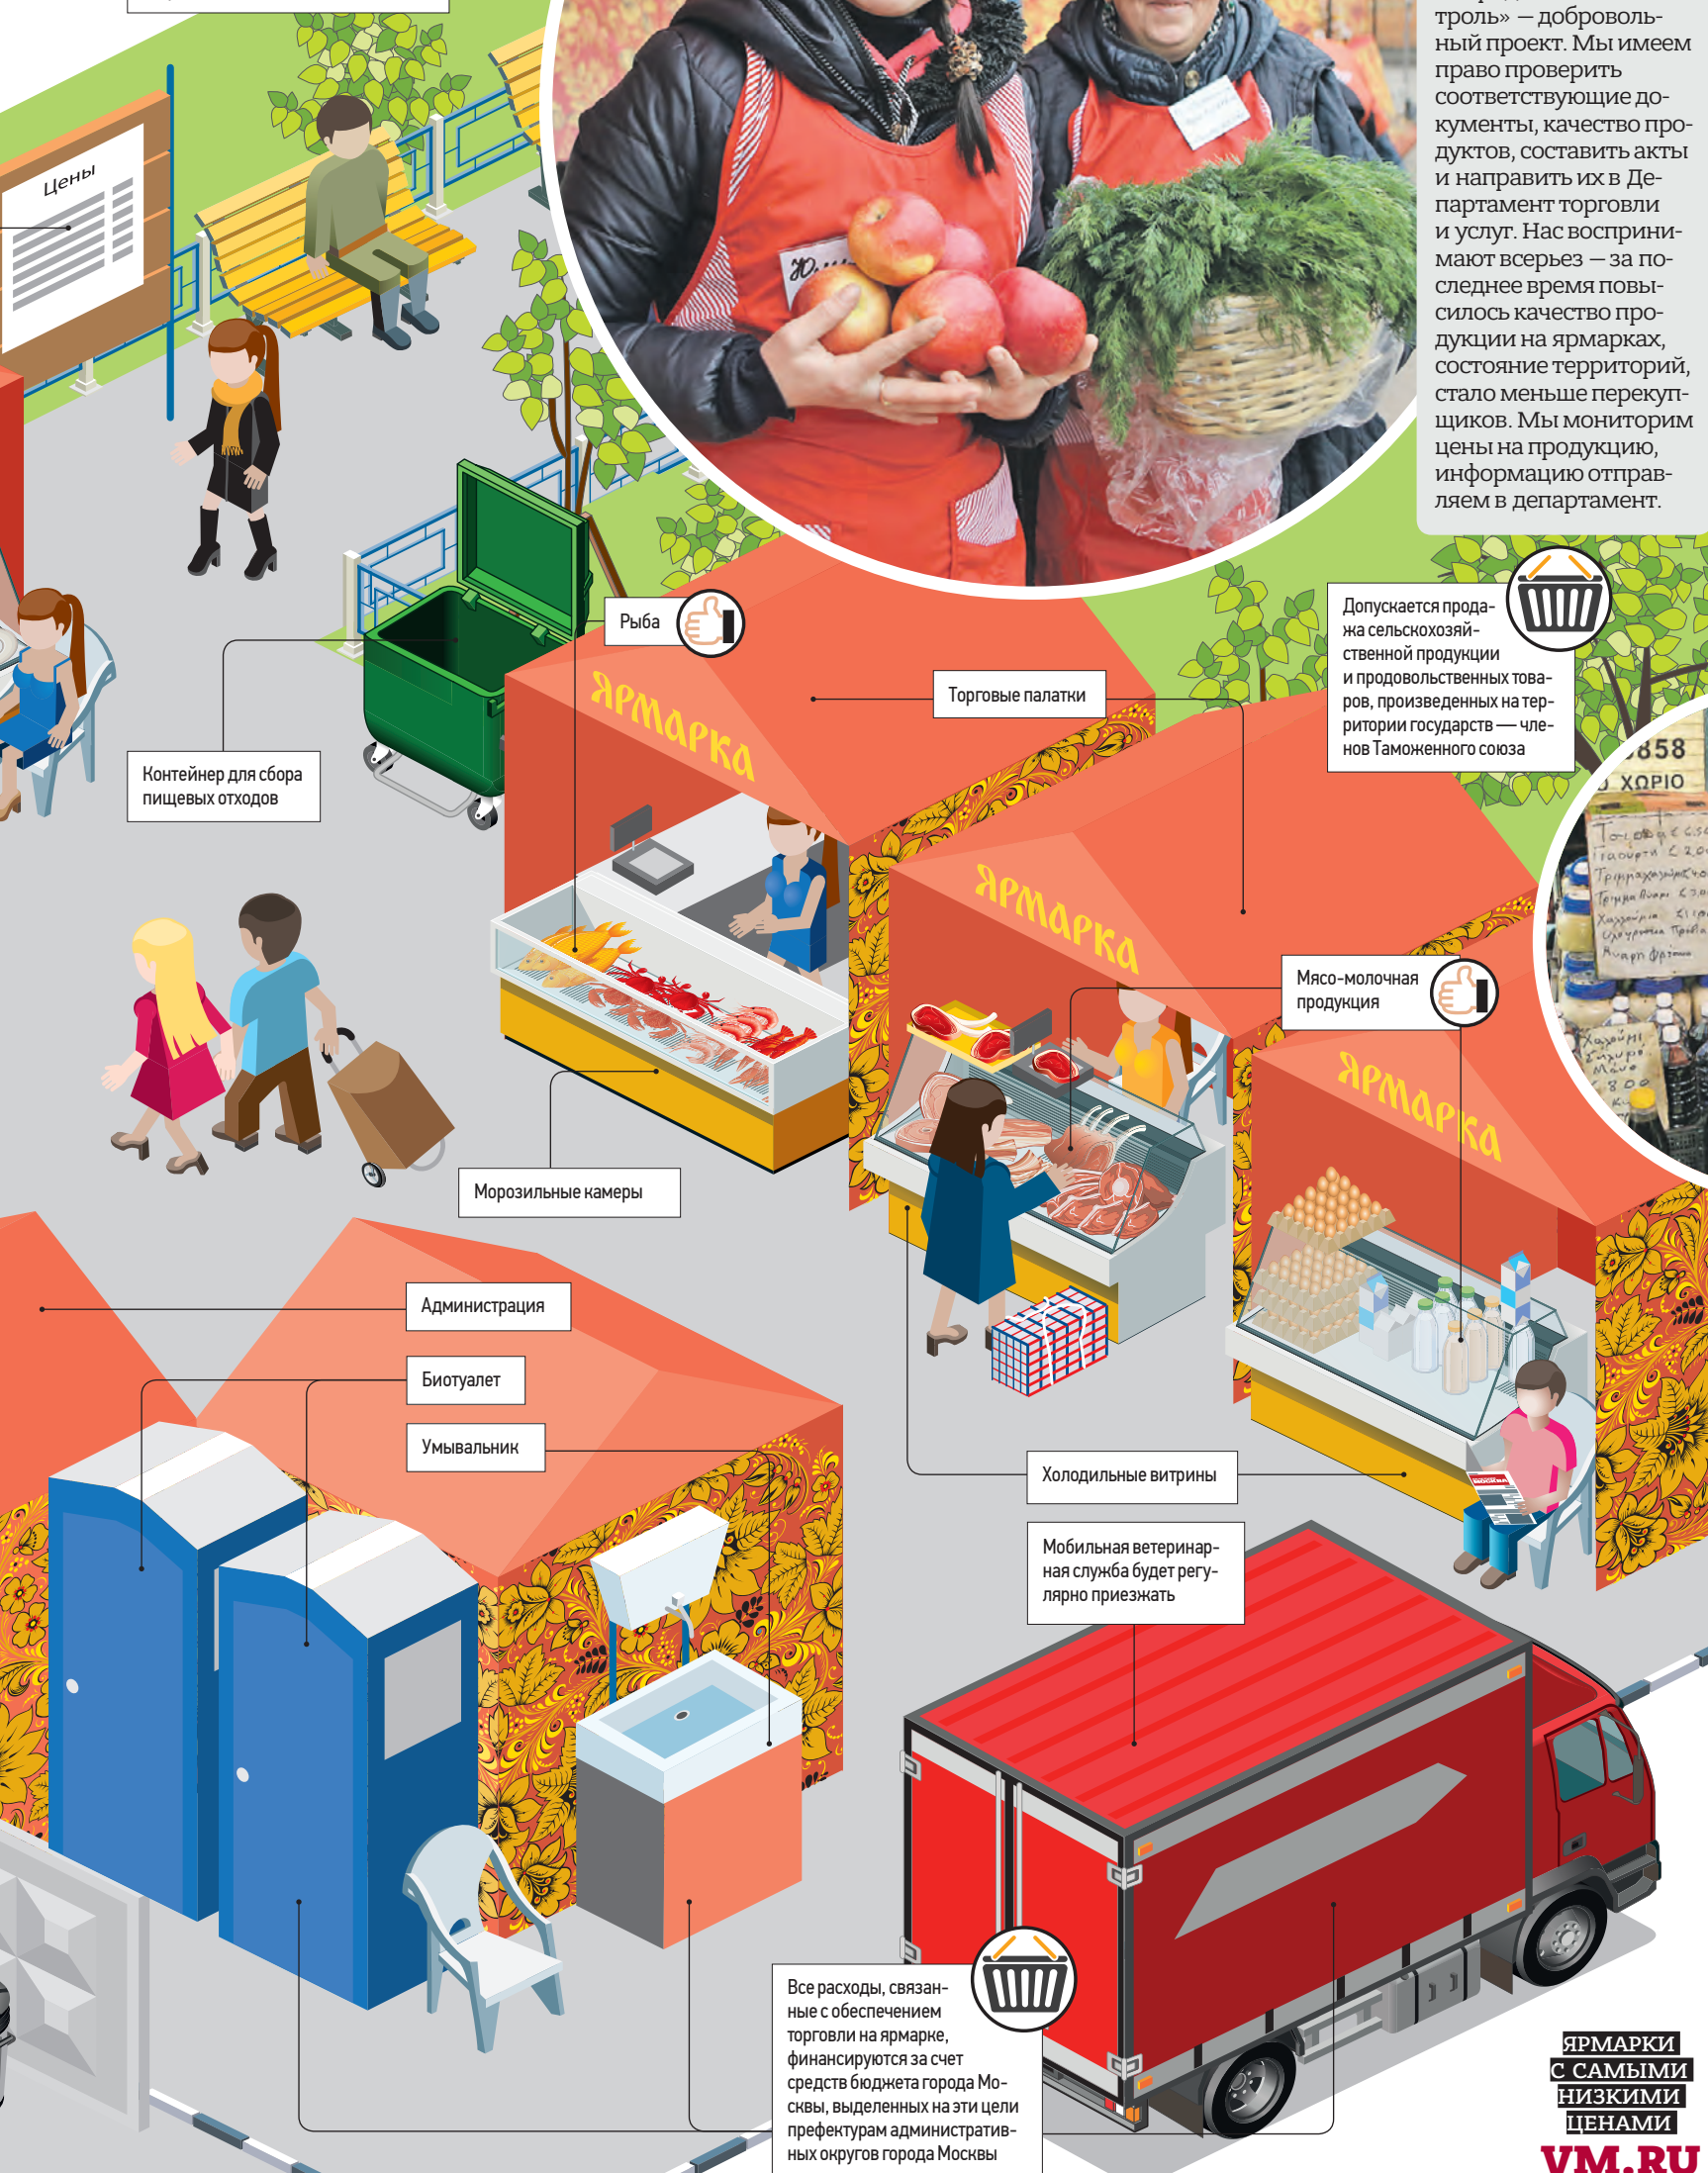 троль» — доброволь-
ный проект. Мы имеем
право проверить
соответствующие до-
кументы, качество про-
дуктов, составить акты
и направить их в Де-
партамент торговли
и услуг. Нас восприни-
мают всерьез — за по-
следнее время повы-
силось качество про-
дукции на ярмарках,
состояние территорий,
стало меньше перекуп-
щиков. Мы мониторим
цены на продукцию,
информацию отправ-
ляем в департамент.
Цены
Рыба
Торговые палатки
Допускается прода-
жа сельскохозяй-
ственной продукции
и продовольственных това-
ров, произведенных на тер-
ритории государств — чле-
нов Таможенного союза
858
ΧΩΡΙΟ
Контейнер для сбора
пищевых отходов
ЯРМАРКА
ЯРМАРКА
ЯРМАРКА
Мясо-молочная
продукция
Морозильные камеры
Администрация
Биотуалет
Умывальник
Холодильные витрины
МОСКВА
Мобильная ветеринар-
ная служба будет регу-
лярно приезжать
Все расходы, связан-
ные с обеспечением
торговли на ярмарке,
финансируются за счет
средств бюджета города Мо-
сквы, выделенных на эти цели
префектурам административ-
ных округов города Москвы
ЯРМАРКИ
С САМЫМИ
НИЗКИМИ
ЦЕНАМИ
VM.RU